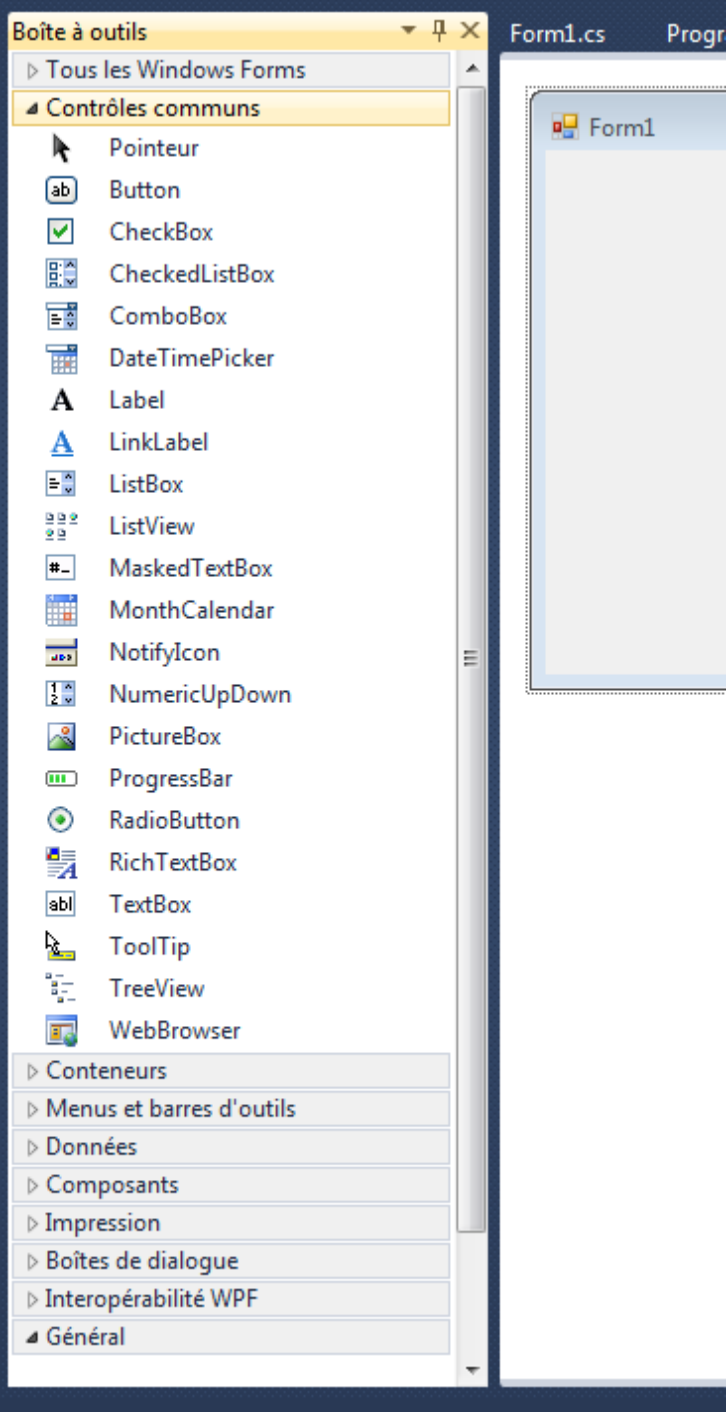 Boîte à outils
Form1.cs
Tous les Windows Forms
Contrôles communs
Form1
Pointeur
Button
CheckBox
CheckedListBox
ComboBox
DateTimePicker
Label
LinkLabel
ListBox
ListView
MaskedTextBox
MonthCalendar
NotifyIcon
NumericUpDown
PictureBox
ProgressBar
RadioButton
RichTextBox
TextBox
ToolTip
TreeView
WebBrowser
Conteneurs
Menus et barres d'outils
Données
Composants
Impression
Boîtes de dialogue
Interopérabilité WPF
Général